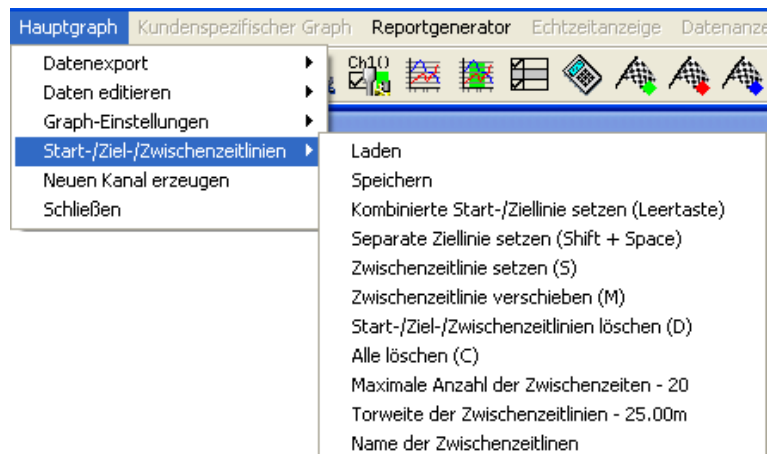 Hauptgraph Kundenspezifischer Graph Reportgenerator Echtzeitanzeige Datenanze
Ch1()
Datenexport
Daten editieren
Graph-Einstellungen
Start-/Ziel-/Zwischenzeitlinien
Neuen Kanal erzeugen
Schließen
Laden
Speichern
Kombinierte Start-/Ziellinie setzen (Leertaste)
Separate Ziellinie setzen (Shift + Space)
Zwischenzeitlinie setzen (S)
Zwischenzeitlinie verschieben (M)
Start-/Ziel-/Zwischenzeitlinien löschen (D)
Alle löschen (C)
Maximale Anzahl der Zwischenzeiten - 20
Torweite der Zwischenzeitlinien - 25.00m
Name der Zwischenzeitlinen